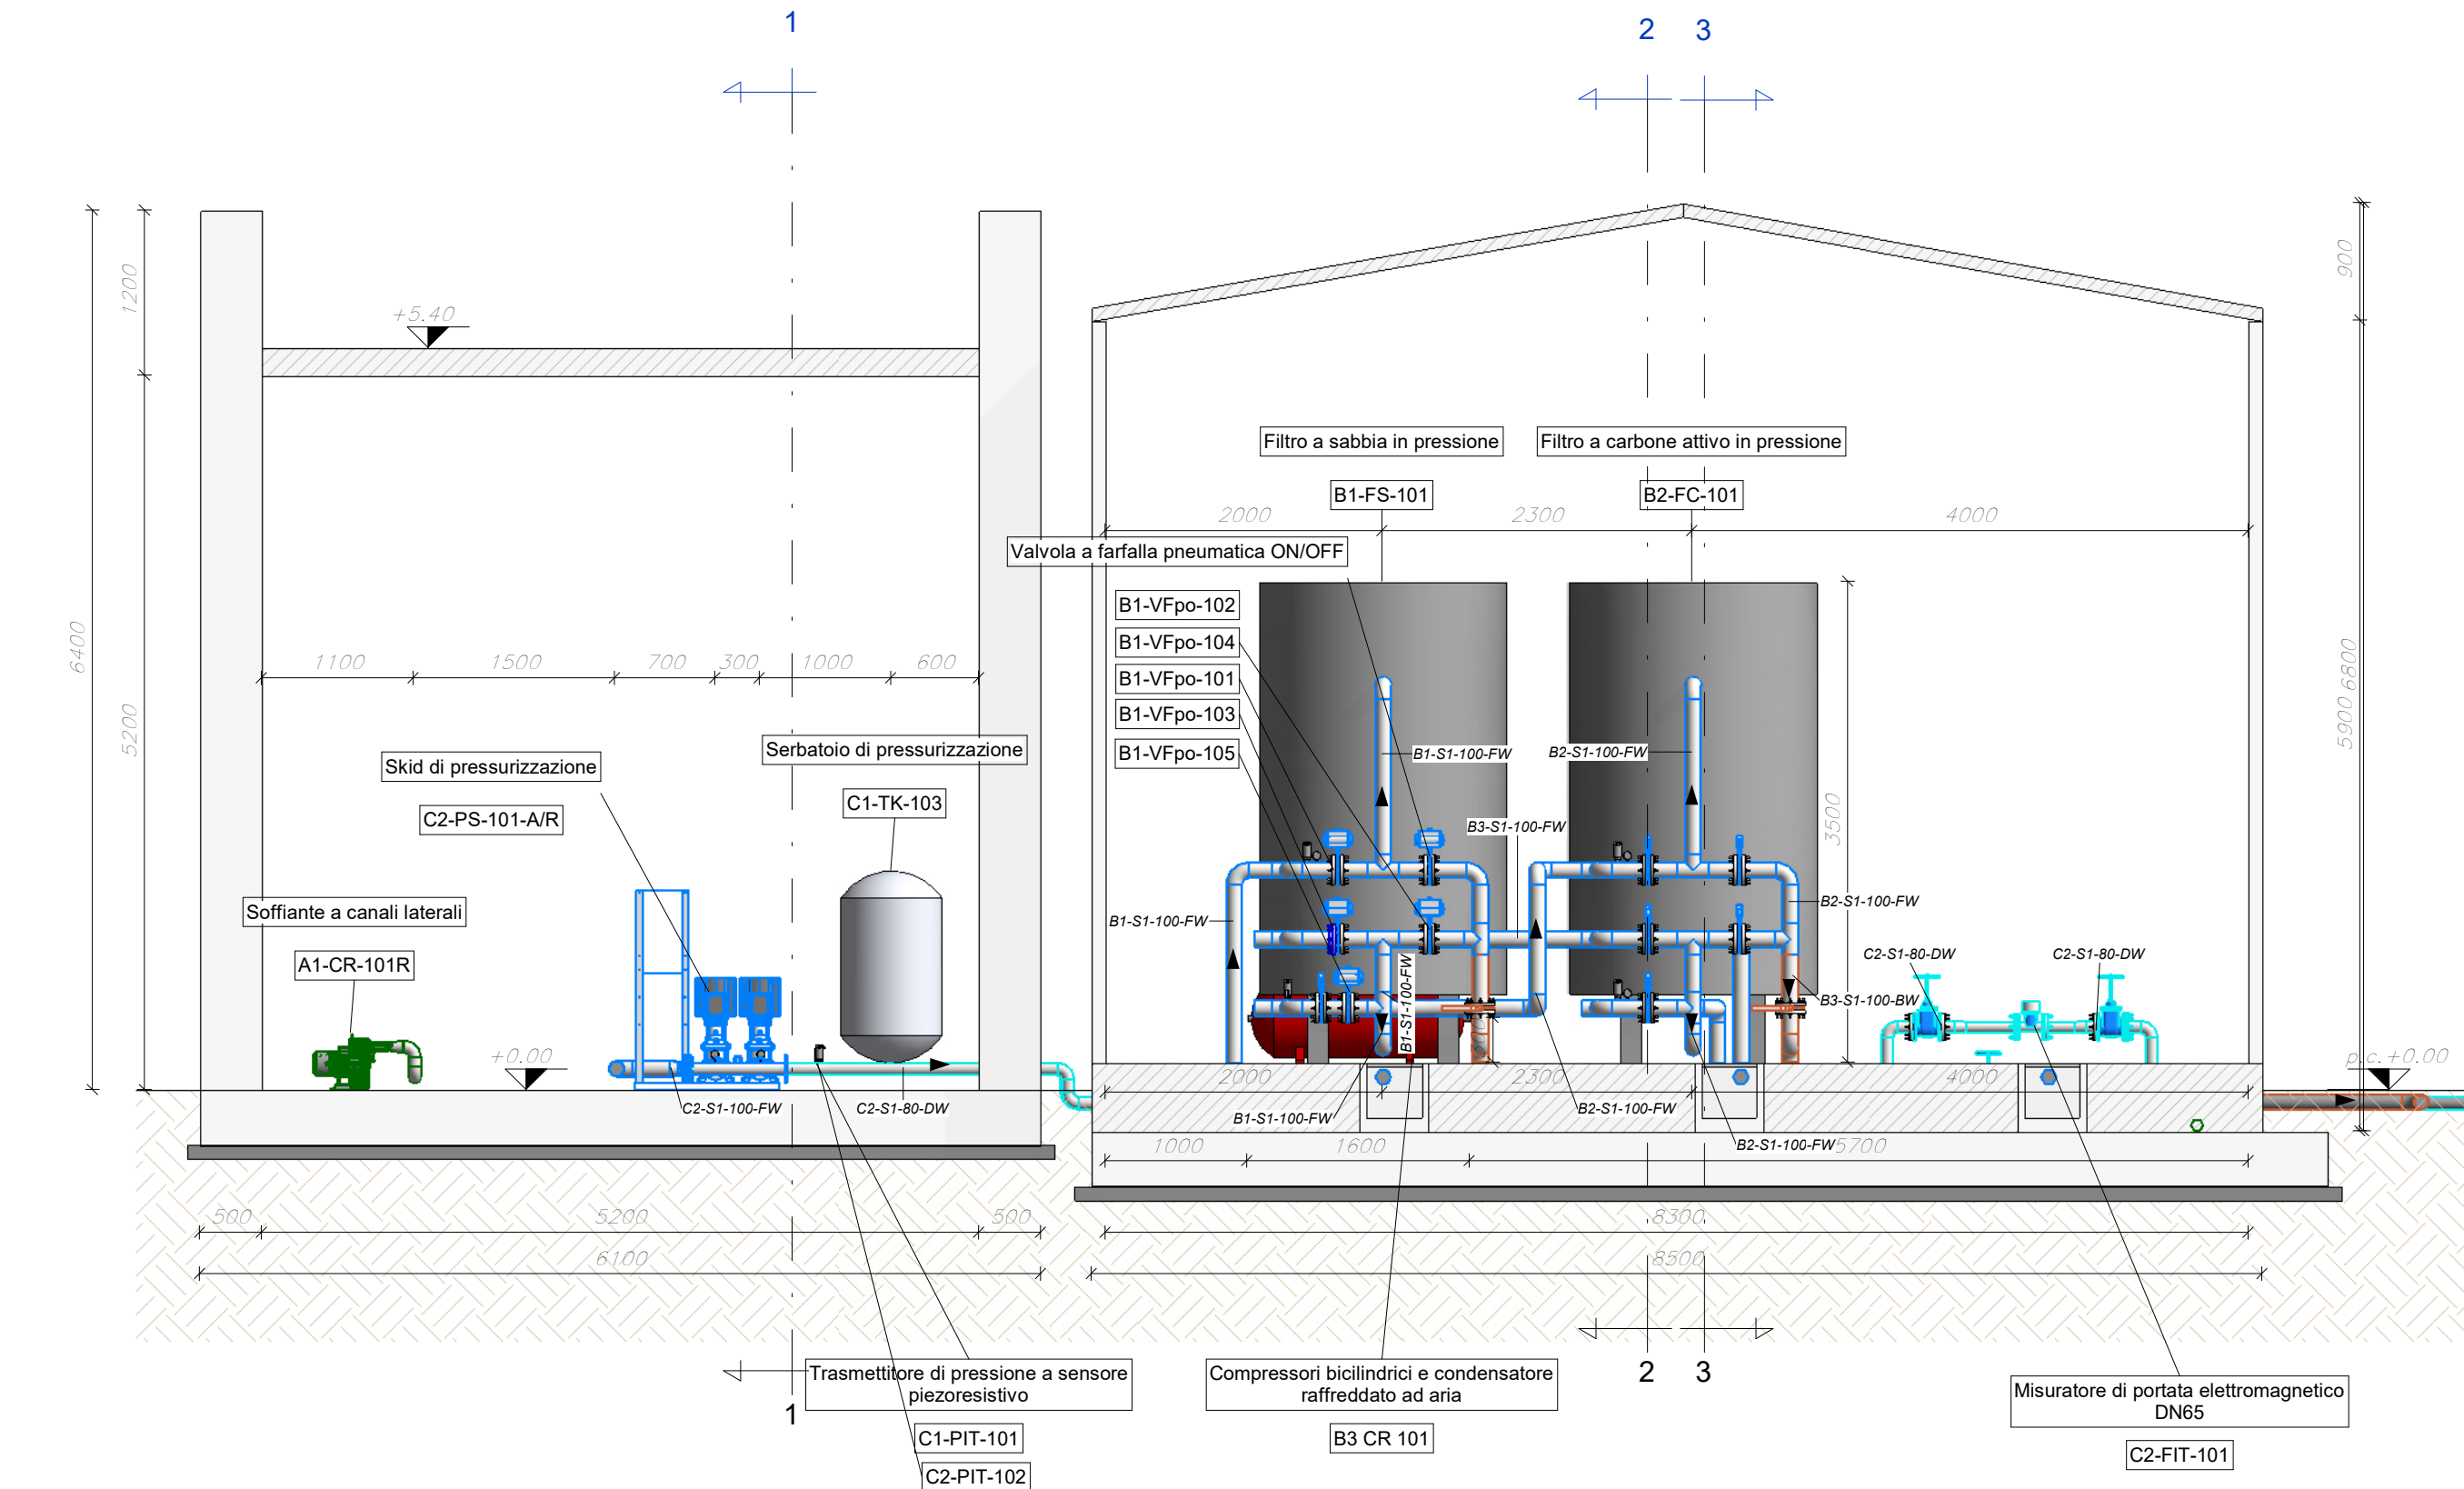 1
2
3
1200
6400
5200
+5.40
900
5900
6800
Filtro a sabbia in pressione
Filtro a carbone attivo in pressione
B1-FS-101
B2-FC-101
2000
2300
4000
Valvola a farfalla pneumatica ON/OFF
B1-VFpo-102
B1-VFpo-104
B1-VFpo-101
B1-VFpo-103
B1-VFpo-105
1100
1500
700
300
1000
600
Serbatoio di pressurizzazione
Skid di pressurizzazione
C1-TK-103
C2-PS-101-A/R
Soffiante a canali laterali
A1-CR-101R
+0.00
C2-S1-100-FW
C2-S1-80-DW
B1-S1-100-FW
B2-S1-100-FW
B3-S1-100-FW
3500
B1-S1-100-FW
B2-S1-100-FW
B1-S1-100-FW
B3-S1-100-BW
C2-S1-80-DW
C2-S1-80-DW
p.c.+0.00
2000
2300
4000
B1-S1-100-FW
B2-S1-100-FW
B2-S1-100-FW
1000
1600
5700
500
5200
500
6100
8300
8500
1
2
3
Trasmettitore di pressione a sensore
piezoresistivo
C1-PIT-101
C2-PIT-102
Compressori bicilindrici e condensatore
raffreddato ad aria
B3 CR 101
Misuratore di portata elettromagnetico
DN65
C2-FIT-101